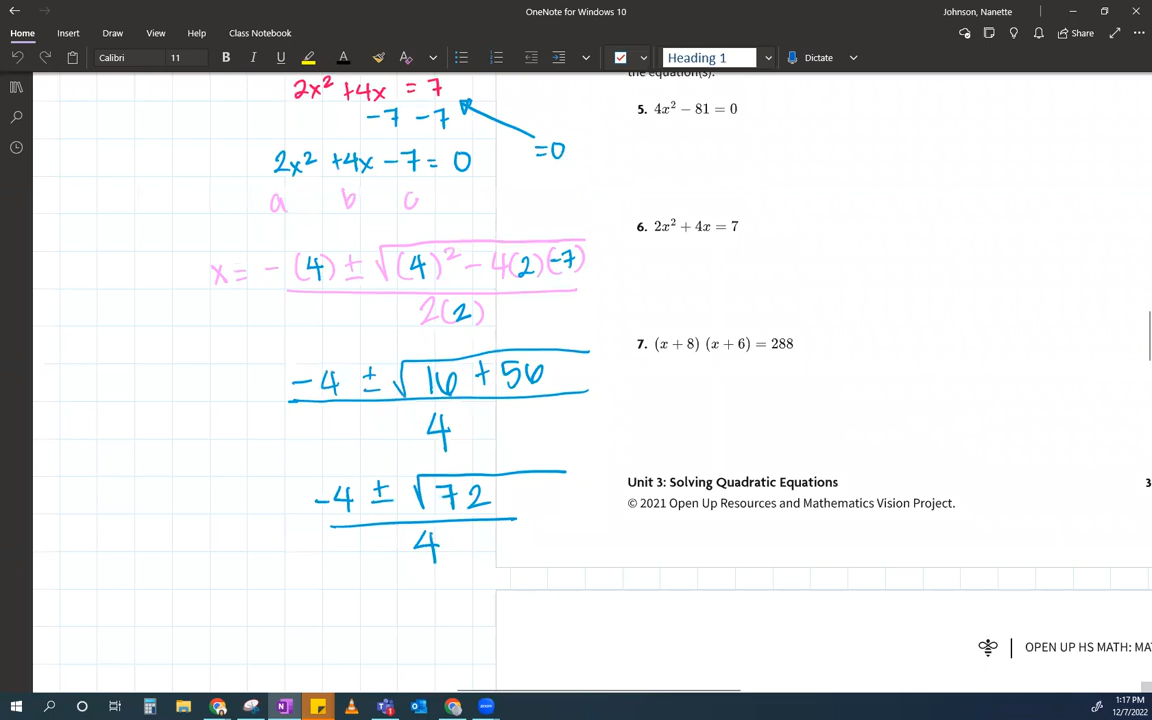 OneNote for Windows 10
Johnson, Nanette
Home Insert Draw View Help Class Notebook
Share
Calibri 11 B I U A Heading 1 Dictate
2x² +4x = 7
-7 -7
=0
2x² +4x -7 = 0
a b c
x = -(4) ± √(4)² - 4(2)(-7)
2(2)
-4 ± √16 + 56
4
-4 ± √72
4
the equation(s).
5. 4x² − 81 = 0
6. 2x² + 4x = 7
7. (x + 8) (x + 6) = 288
Unit 3: Solving Quadratic Equations 3
© 2021 Open Up Resources and Mathematics Vision Project.
OPEN UP HS MATH: MA
1:17 PM
12/7/2022